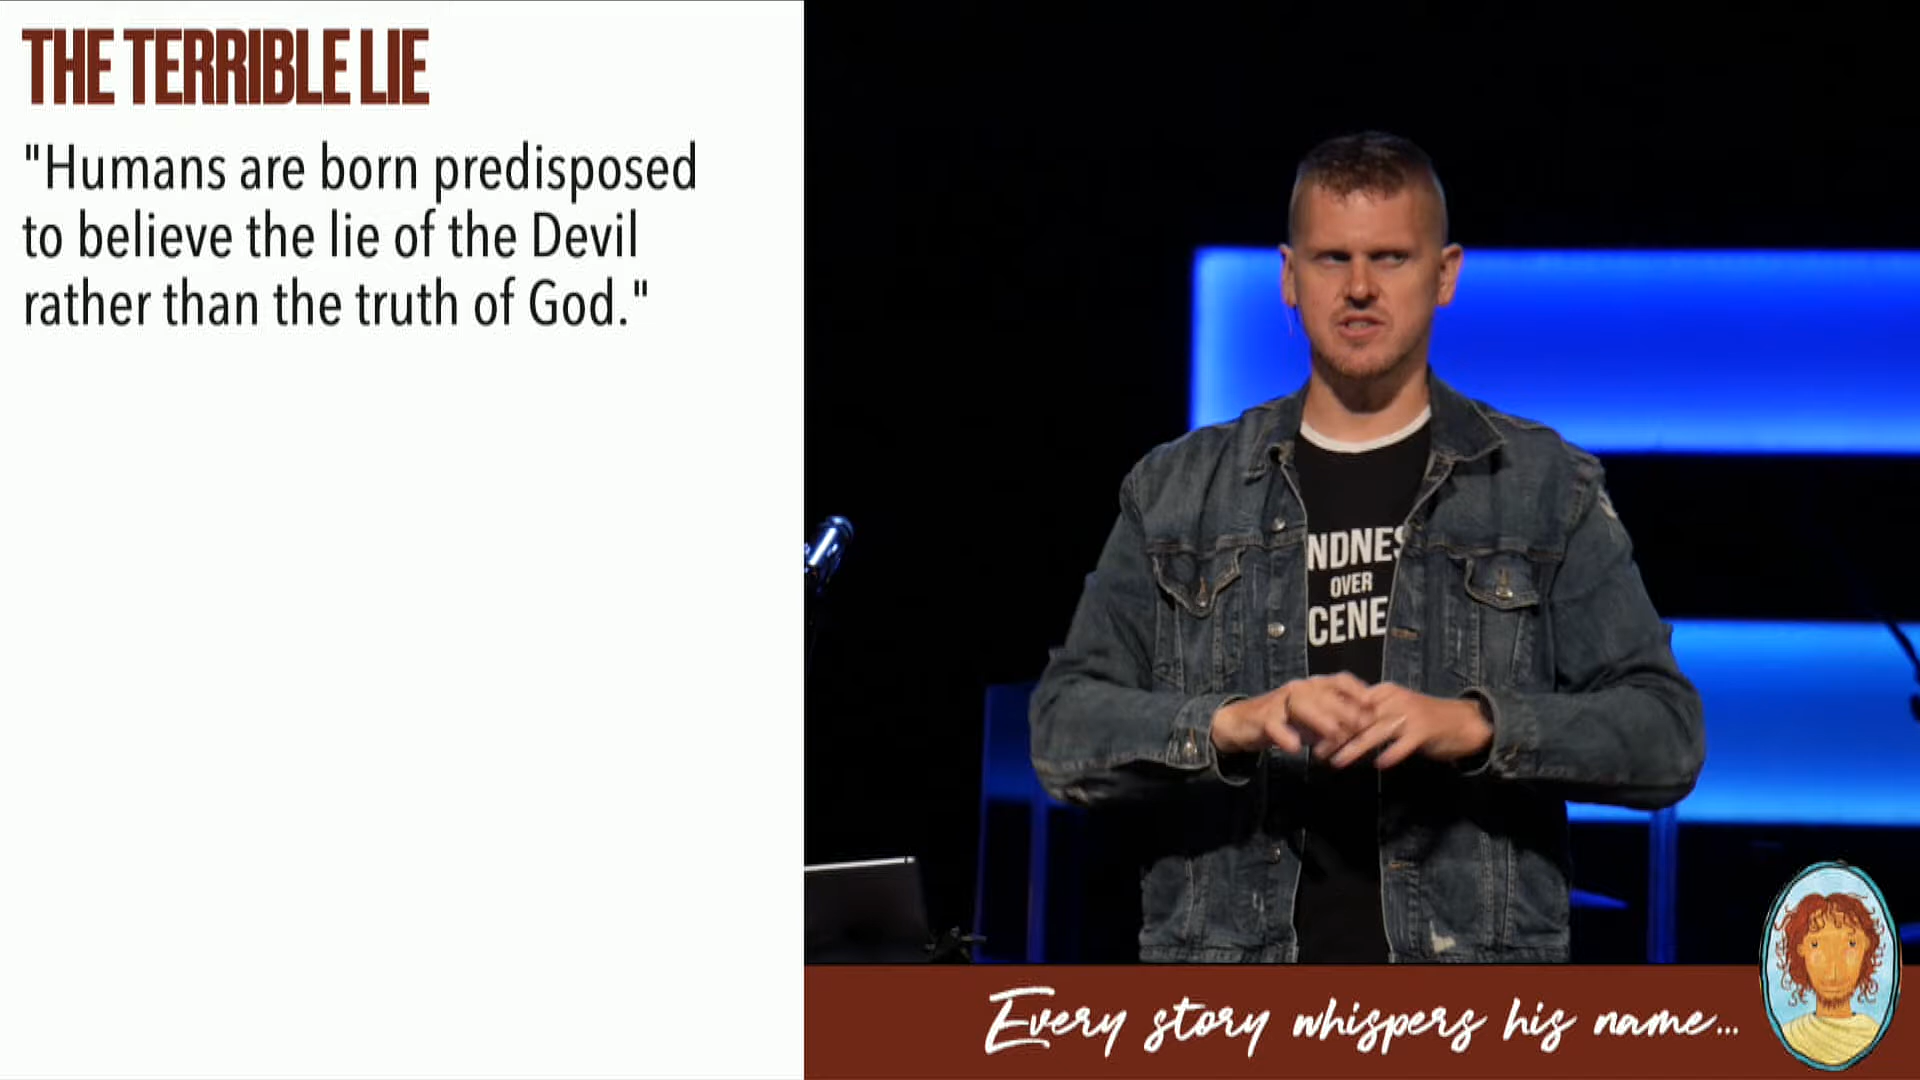 THE TERRIBLE LIE
"Humans are born predisposed
to believe the lie of the Devil
rather than the truth of God."
NDNES
OVER
CENE
Every story whispers his name...